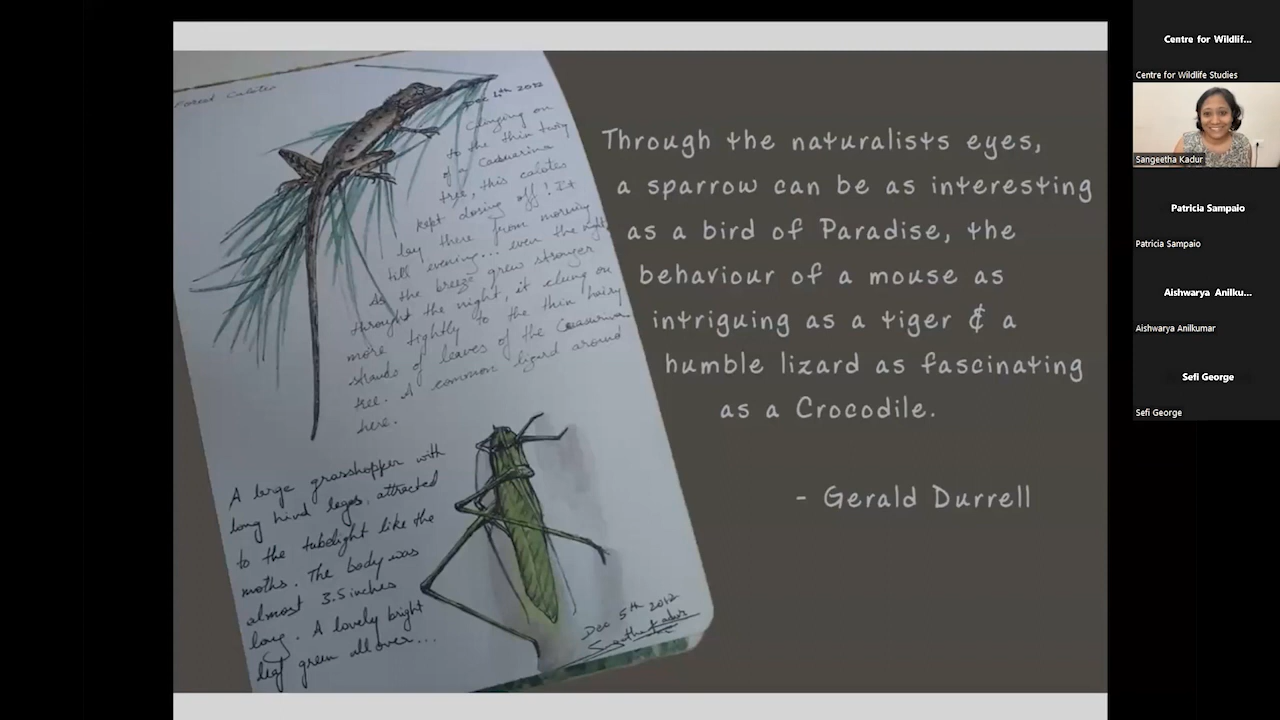 Forest Calotes
Dec 4th 2012
Clinging on
to the thin twig
of a Casuarina
tree, this calotes
kept dosing off! It
lay there from morning
till evening... even the night,
As the breeze grew stronger
throught the night, it clung on
more tightly to the thin hairy
strands of leaves of the Casuarina
tree. A common lizard around
here.
A large grasshopper with
long hind legs, attracted
to the tubelight like the
moths. The body was
almost 3.5 inches
long. A lovely bright
leaf green all over...
Dec 5th 2012
Sangeetha Kadur
Through the naturalists eyes,
a sparrow can be as interesting
as a bird of Paradise, the
behaviour of a mouse as
intriguing as a tiger & a
humble lizard as fascinating
as a Crocodile.
- Gerald Durrell
Centre for Wildlif...
Centre for Wildlife Studies
Sangeetha Kadur
Patricia Sampaio
Patricia Sampaio
Aishwarya Anilku...
Aishwarya Anilkumar
Sefi George
Sefi George